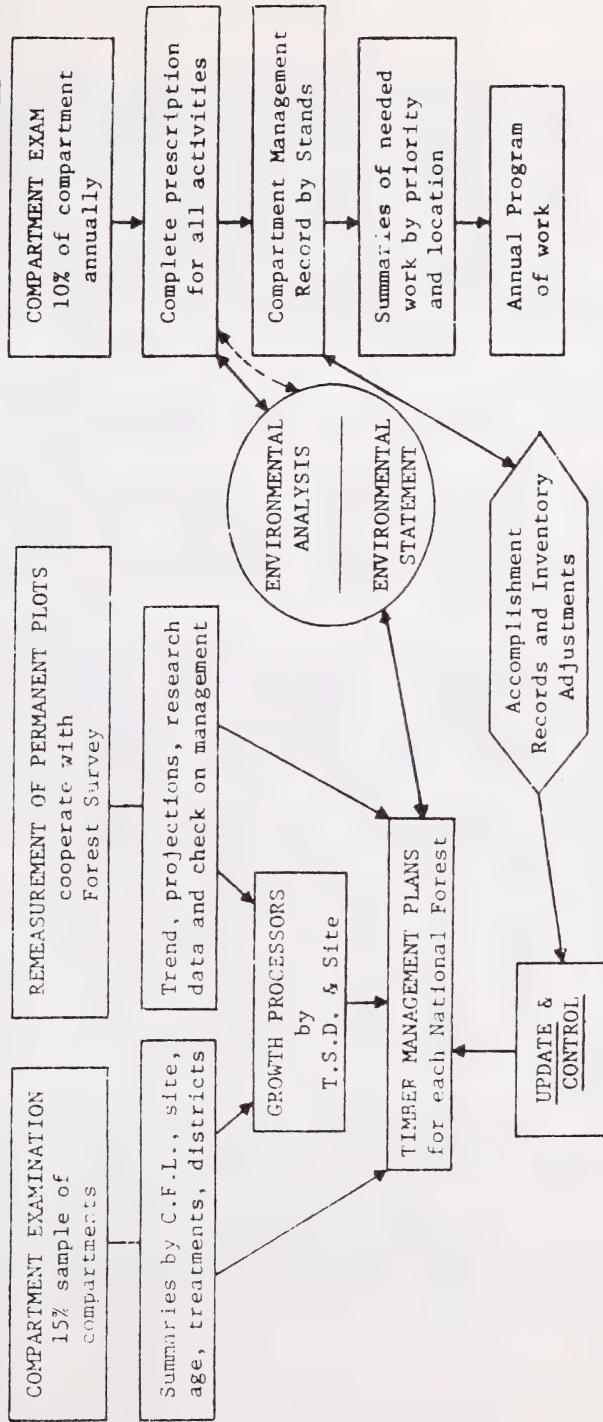 COMPARTMENT EXAMINATION
15% sample of
compartments
Summaries by C.F.L., site,
age, treatments, districts
REMEASUREMENT OF PERMANENT PLOTS
cooperate with
Forest Survey
Trend, projections, research
data and check on management
GROWTH PROCESSORS
by
T.S.D. & Site
TIMBER MANAGEMENT PLANS
for each National Forest
UPDATE &
CONTROL
COMPARTMENT EXAM
10% of compartment
annually
Complete prescription
for all activities
ENVIRONMENTAL
ANALYSIS
ENVIRONMENTAL
STATEMENT
Compartment Management
Record by Stands
Summaries of needed
work by priority
and location
Annual Program
of work
Accomplishment
Records and Inventory
Adjustments